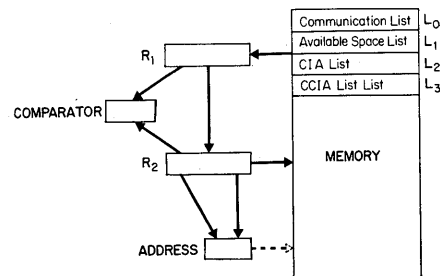 Communication List L0
Available Space List L1
R1
CIA List L2
CCIA List List L3
COMPARATOR
MEMORY
R2
ADDRESS